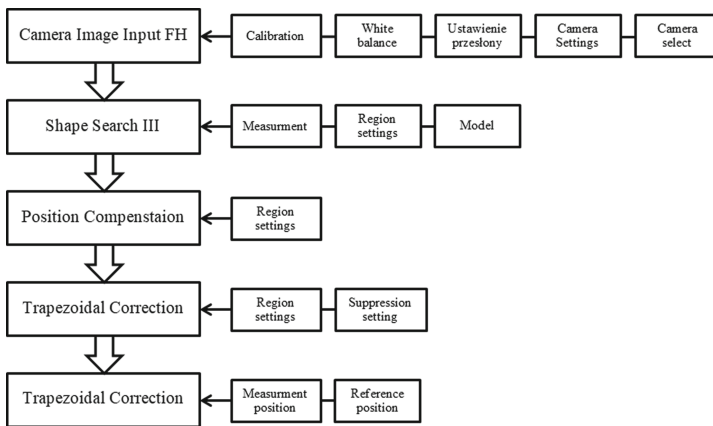 Camera Image Input FH
Calibration
White
balance
Ustawienie
przesłony
Camera
Settings
Camera
select
Shape Search III
Measurment
Region
settings
Model
Position Compenstaion
Region
settings
Trapezoidal Correction
Region
settings
Suppression
setting
Trapezoidal Correction
Measurment
position
Reference
position